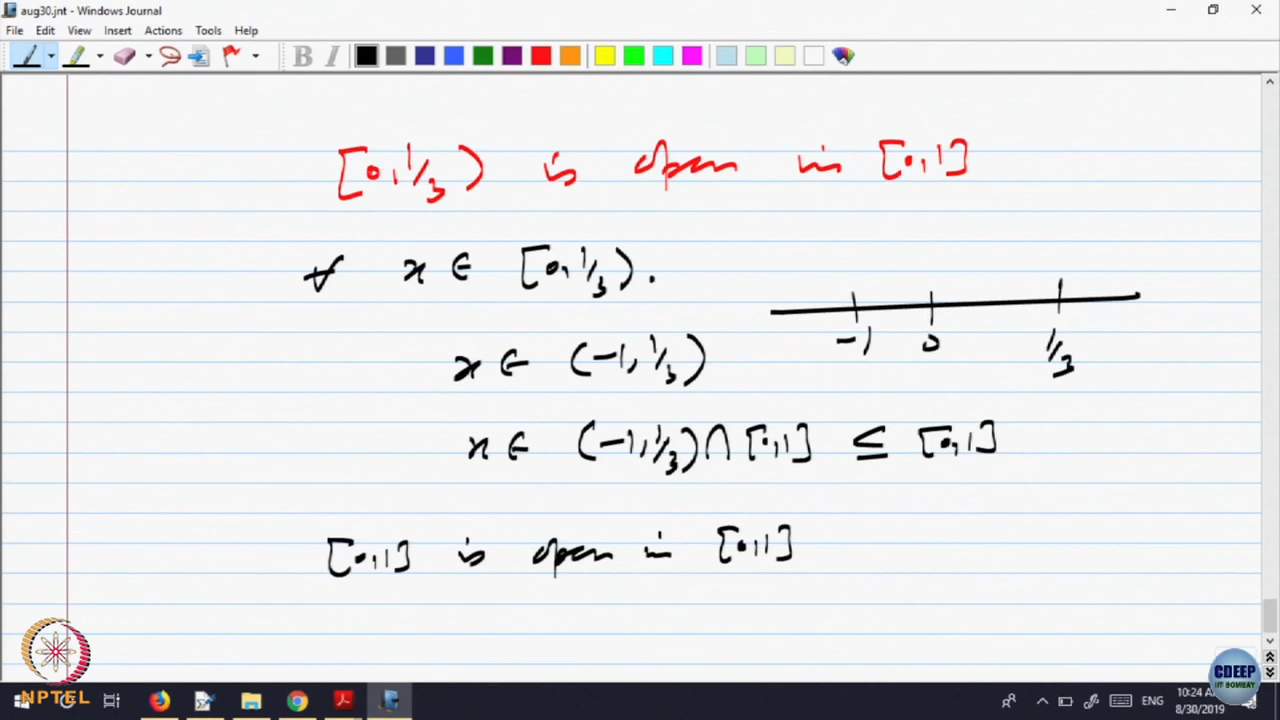 aug30.jnt - Windows Journal
File Edit View Insert Actions Tools Help
B I
[0, 1/3) is open in [0,1]
∀ x ∈ [0, 1/3).
-1 0 1/3
x ∈ (-1, 1/3)
x ∈ (-1, 1/3) ∩ [0,1] ⊆ [0,1]
[0,1] is open in [0,1]
NPTEL
CDEEP
IIT BOMBAY
ENG
10:24
8/30/2019